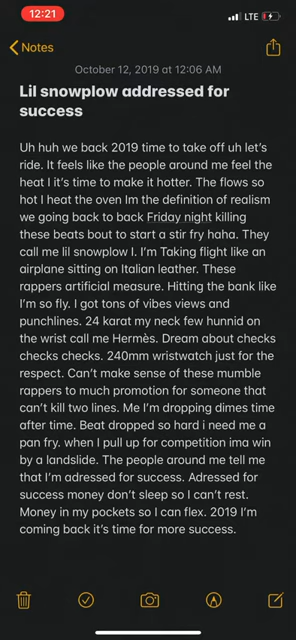 12:21
LTE
Notes
October 12, 2019 at 12:06 AM
Lil snowplow addressed for
success
Uh huh we back 2019 time to take off uh let's
ride. It feels like the people around me feel the
heat I it's time to make it hotter. The flows so
hot I heat the oven Im the definition of realism
we going back to back Friday night killing
these beats bout to start a stir fry haha. They
call me lil snowplow I. I'm Taking flight like an
airplane sitting on Italian leather. These
rappers artificial measure. Hitting the bank like
I'm so fly. I got tons of vibes views and
punchlines. 24 karat my neck few hunnid on
the wrist call me Hermès. Dream about checks
checks checks. 240mm wristwatch just for the
respect. Can't make sense of these mumble
rappers to much promotion for someone that
can't kill two lines. Me I'm dropping dimes time
after time. Beat dropped so hard i need me a
pan fry. when I pull up for competition ima win
by a landslide. The people around me tell me
that I'm adressed for success. Adressed for
success money don't sleep so I can't rest.
Money in my pockets so I can flex. 2019 I'm
coming back it's time for more success.